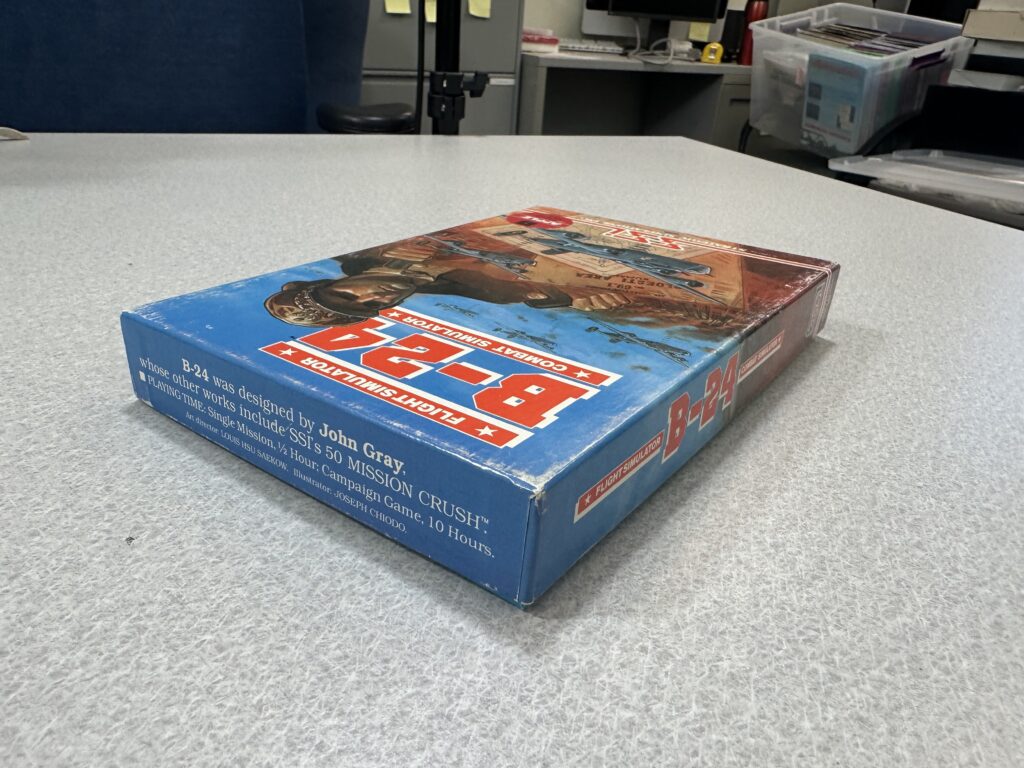 APPLE
SSI
FLIGHT SIMULATOR
B-24
COMBAT SIMULATOR
B-24 was designed by John Gray,
whose other works include SSI's 50 MISSION CRUSH™.
■ PLAYING TIME: Single Mission, ½ Hour; Campaign Game, 10 Hours.
Art director: LOUIS HSU SAEKOW. Illustrator: JOSEPH CHIODO.
FLIGHT SIMULATOR
B-24
COMBAT SIMULATOR